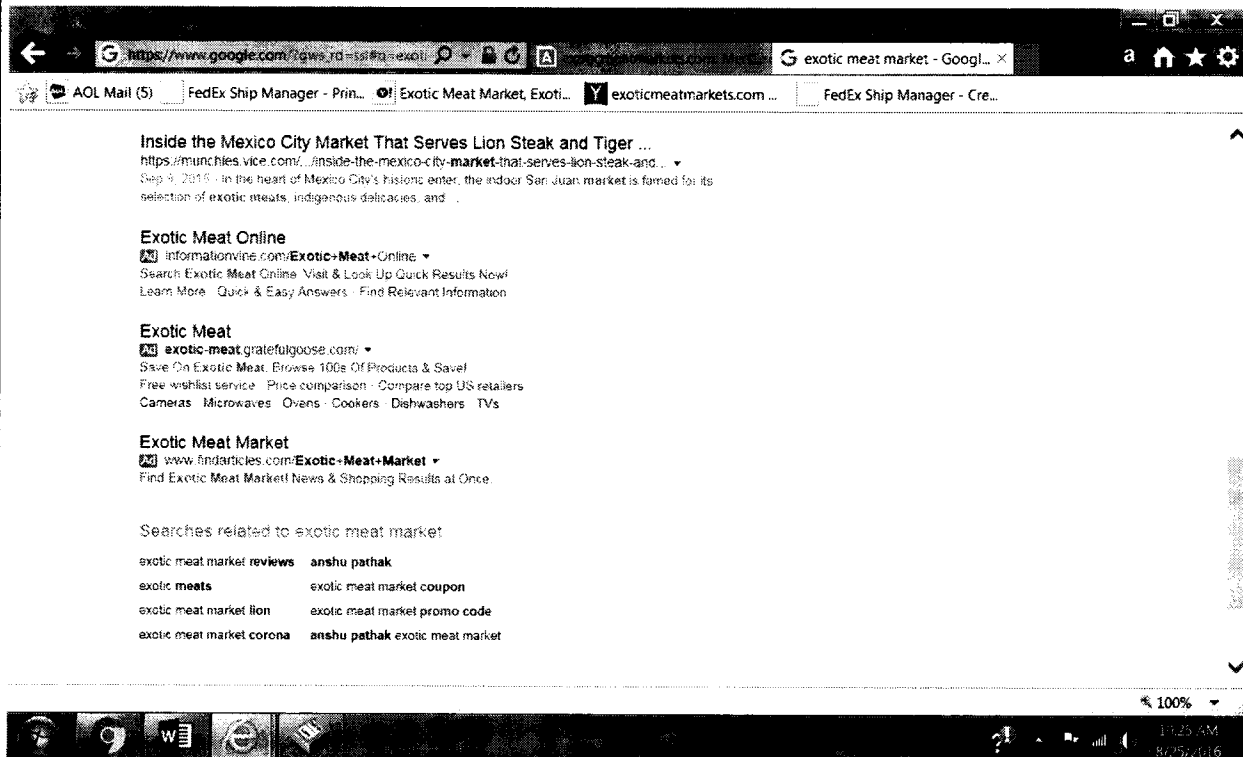 https://www.google.com/?gws_rd=ssl#q=exoti
exotic meat market - Googl... ×
AOL Mail (5) FedEx Ship Manager - Prin... Exotic Meat Market, Exoti... exoticmeatmarkets.com ... FedEx Ship Manager - Cre...
Inside the Mexico City Market That Serves Lion Steak and Tiger ...
https://munchies.vice.com/.../inside-the-mexico-city-market-that-serves-lion-steak-and...
in the heart of Mexico City's historic enter, the indoor San Juan market is famed for its
selection of exotic meats, indigenous delicacies, and
Exotic Meat Online
Ad informationvine.com/Exotic+Meat+Online
Search Exotic Meat Online Visit & Look Up Quick Results Now!
Learn More Quick & Easy Answers · Find Relevant Information
Exotic Meat
Ad exotic-meat.gratefulgoose.com/
Save On Exotic Meat. Browse 100s Of Products & Save!
Free wishlist service Price comparison · Compare top US retailers
Cameras Microwaves Ovens · Cookers · Dishwashers TVs
Exotic Meat Market
Ad www.findarticles.com/Exotic+Meat+Market
Find Exotic Meat Market! News & Shopping Results at Once.
Searches related to exotic meat market
exotic meat market reviews anshu pathak
exotic meats exotic meat market coupon
exotic meat market lion exotic meat market promo code
exotic meat market corona anshu pathak exotic meat market
100%
10:25 AM
8/25/2016